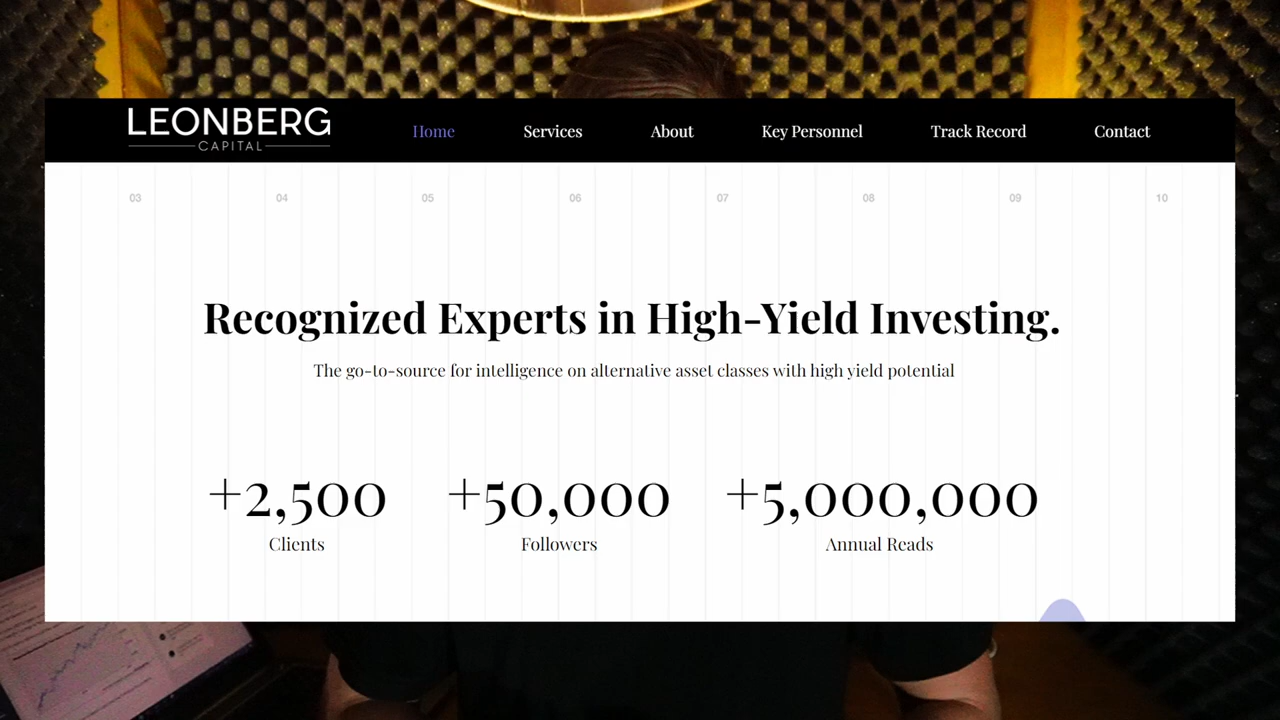 LEONBERG
CAPITAL
Home Services About Key Personnel Track Record Contact
03 04 05 06 07 08 09 10
Recognized Experts in High-Yield Investing.
The go-to-source for intelligence on alternative asset classes with high yield potential
+2,500 +50,000 +5,000,000
Clients Followers Annual Reads